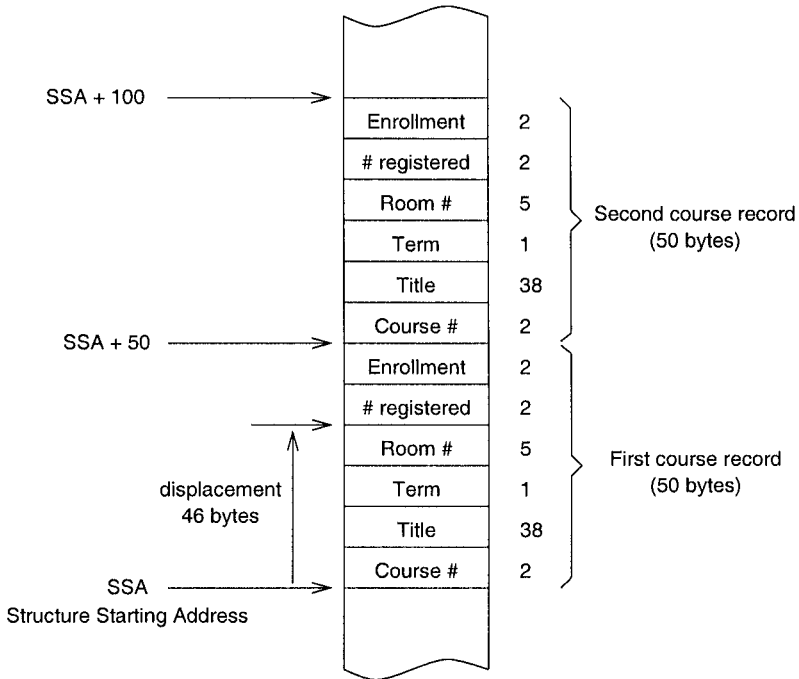 SSA + 100
Enrollment 2
# registered 2
Room # 5
Term 1
Title 38
Course # 2
Second course record
(50 bytes)
SSA + 50
Enrollment 2
# registered 2
Room # 5
Term 1
Title 38
Course # 2
First course record
(50 bytes)
displacement
46 bytes
SSA
Structure Starting Address